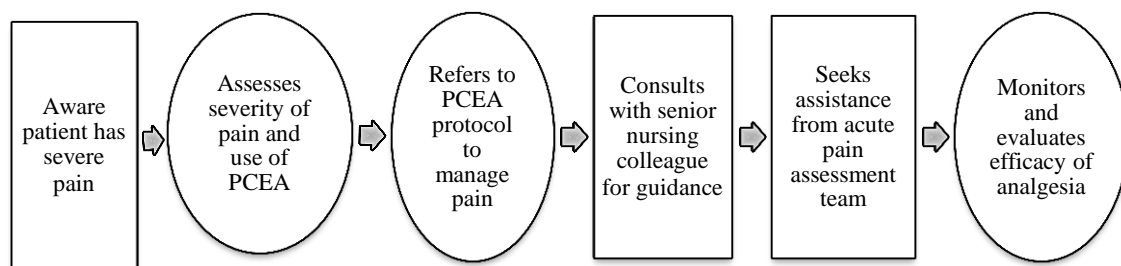 Aware
patient has
severe
pain
Assesses
severity of
pain and
use of
PCEA
Refers to
PCEA
protocol
to
manage
pain
Consults
with senior
nursing
colleague
for guidance
Seeks
assistance
from acute
pain
assessment
team
Monitors
and
evaluates
efficacy of
analgesia